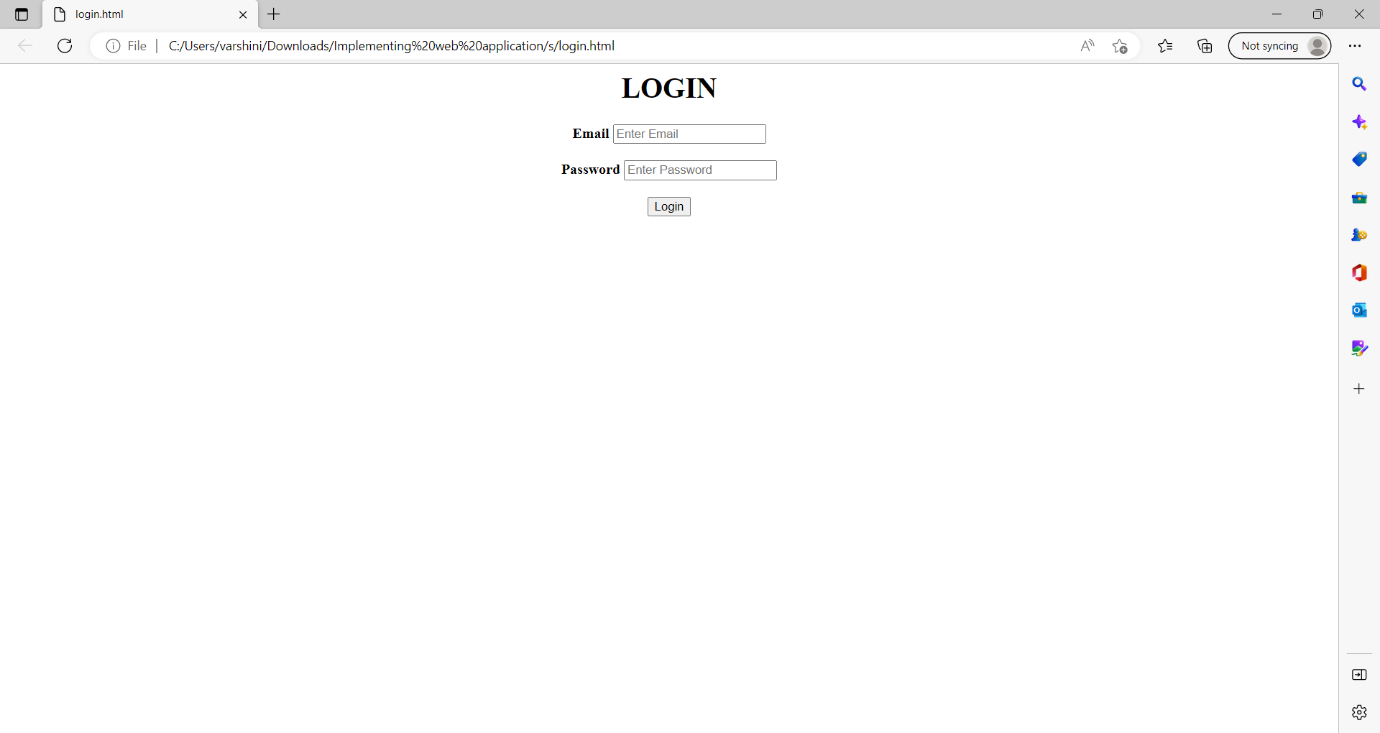 login.html
File
C:/Users/varshini/Downloads/Implementing%20web%20application/s/login.html
Not syncing
LOGIN
Email Enter Email
Password Enter Password
Login